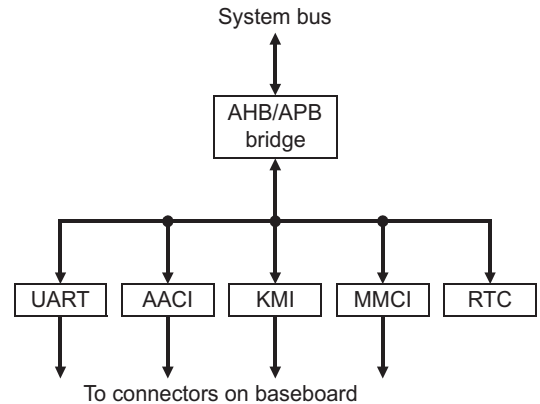 System bus
AHB/APB
bridge
UART
AACI
KMI
MMCI
RTC
To connectors on baseboard